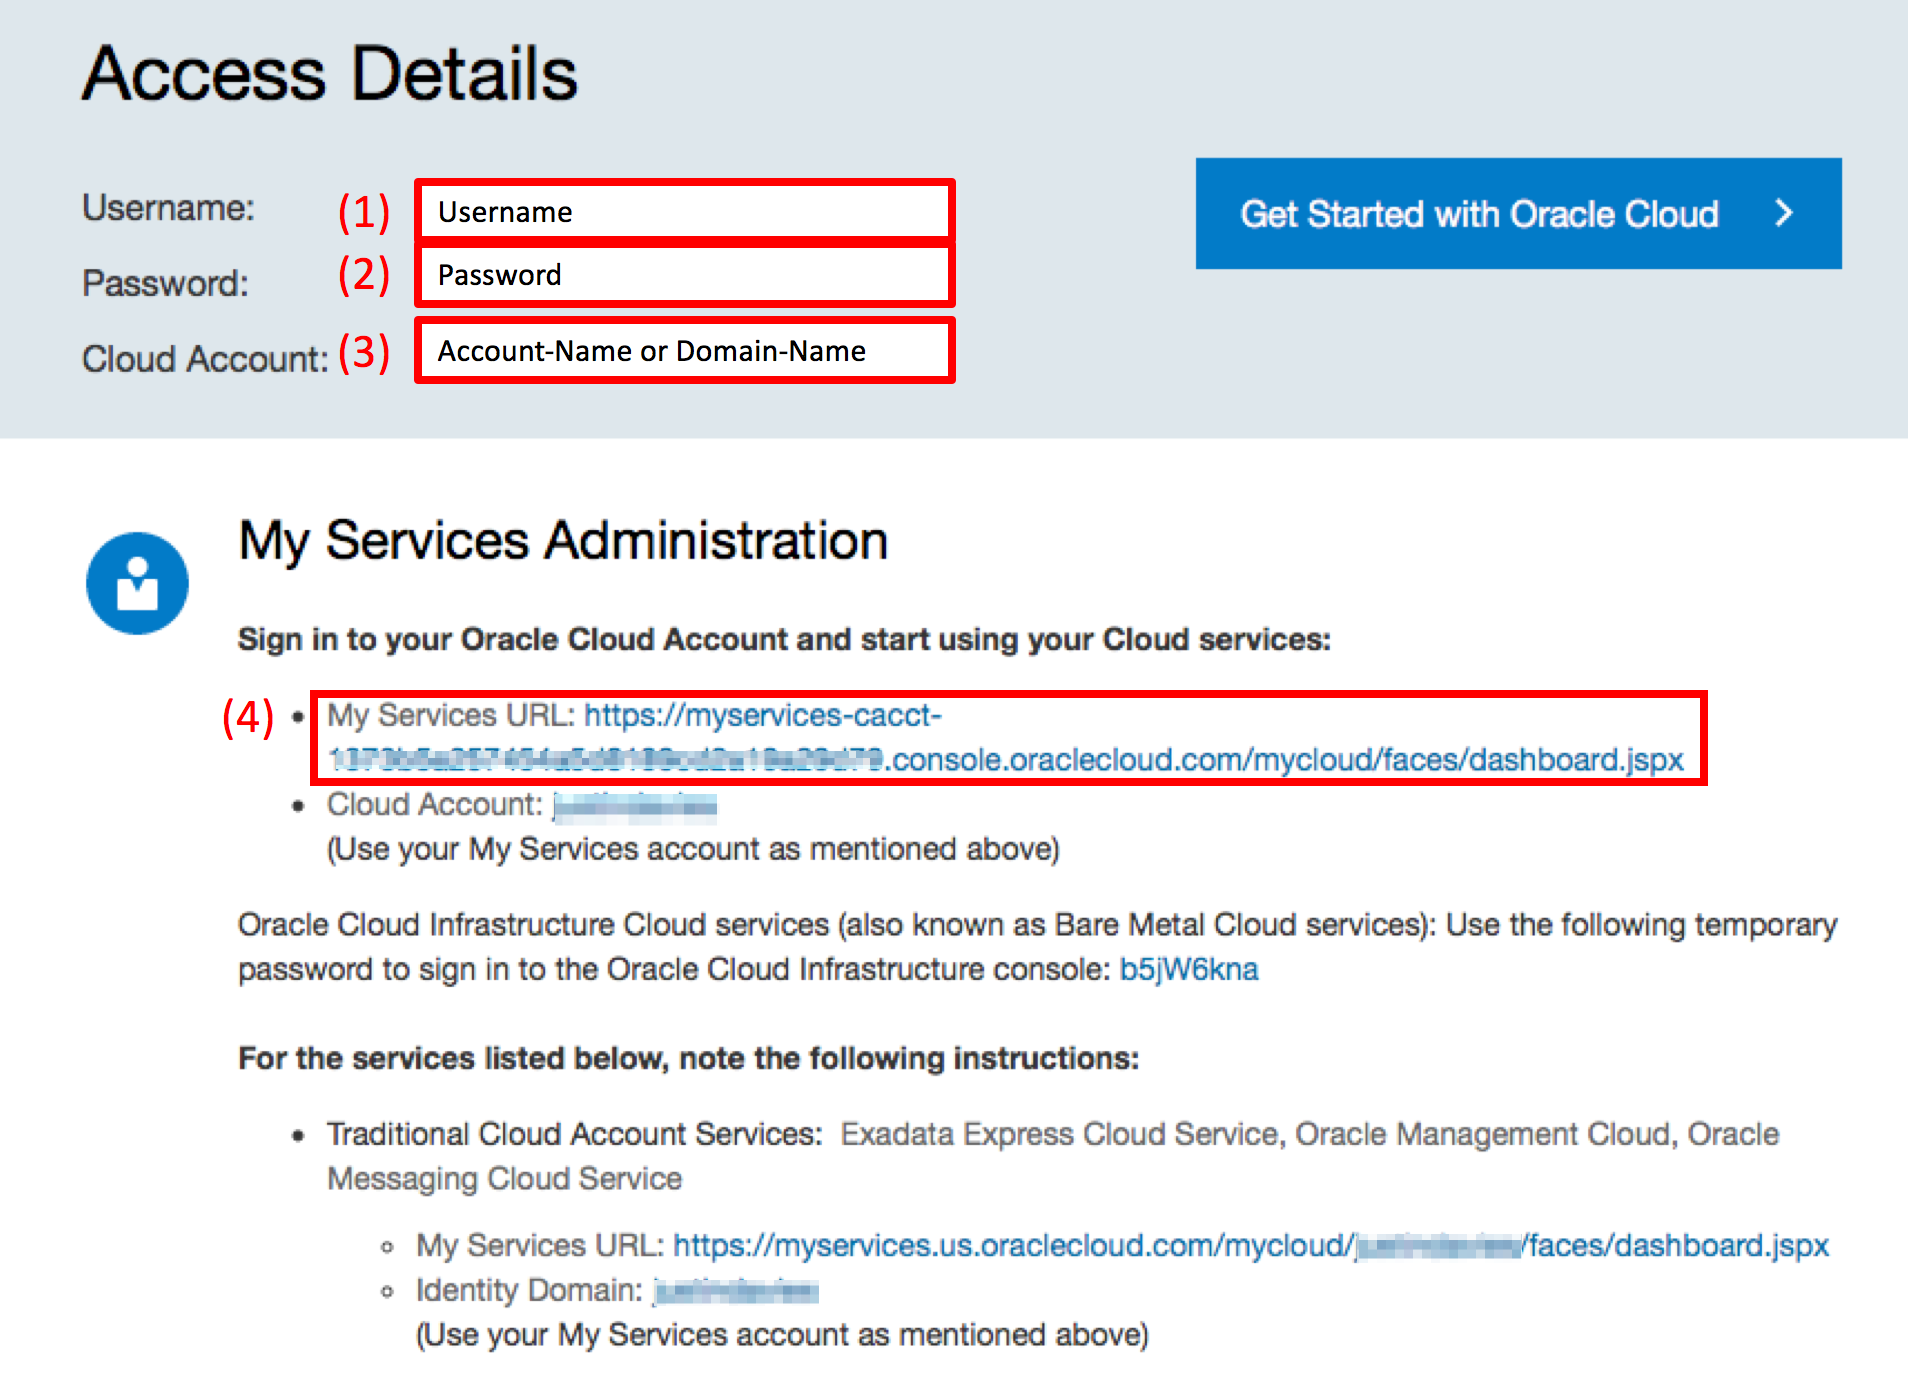 Access Details
Username: (1) Username
Get Started with Oracle Cloud
Password: (2) Password
Cloud Account: (3) Account-Name or Domain-Name
My Services Administration
Sign in to your Oracle Cloud Account and start using your Cloud services:
(4) • My Services URL: https://myservices-cacct-
.console.oraclecloud.com/mycloud/faces/dashboard.jspx
• Cloud Account:
(Use your My Services account as mentioned above)
Oracle Cloud Infrastructure Cloud services (also known as Bare Metal Cloud services): Use the following temporary
password to sign in to the Oracle Cloud Infrastructure console: b5jW6kna
For the services listed below, note the following instructions:
• Traditional Cloud Account Services: Exadata Express Cloud Service, Oracle Management Cloud, Oracle
Messaging Cloud Service
◦ My Services URL: https://myservices.us.oraclecloud.com/mycloud/ /faces/dashboard.jspx
◦ Identity Domain:
(Use your My Services account as mentioned above)